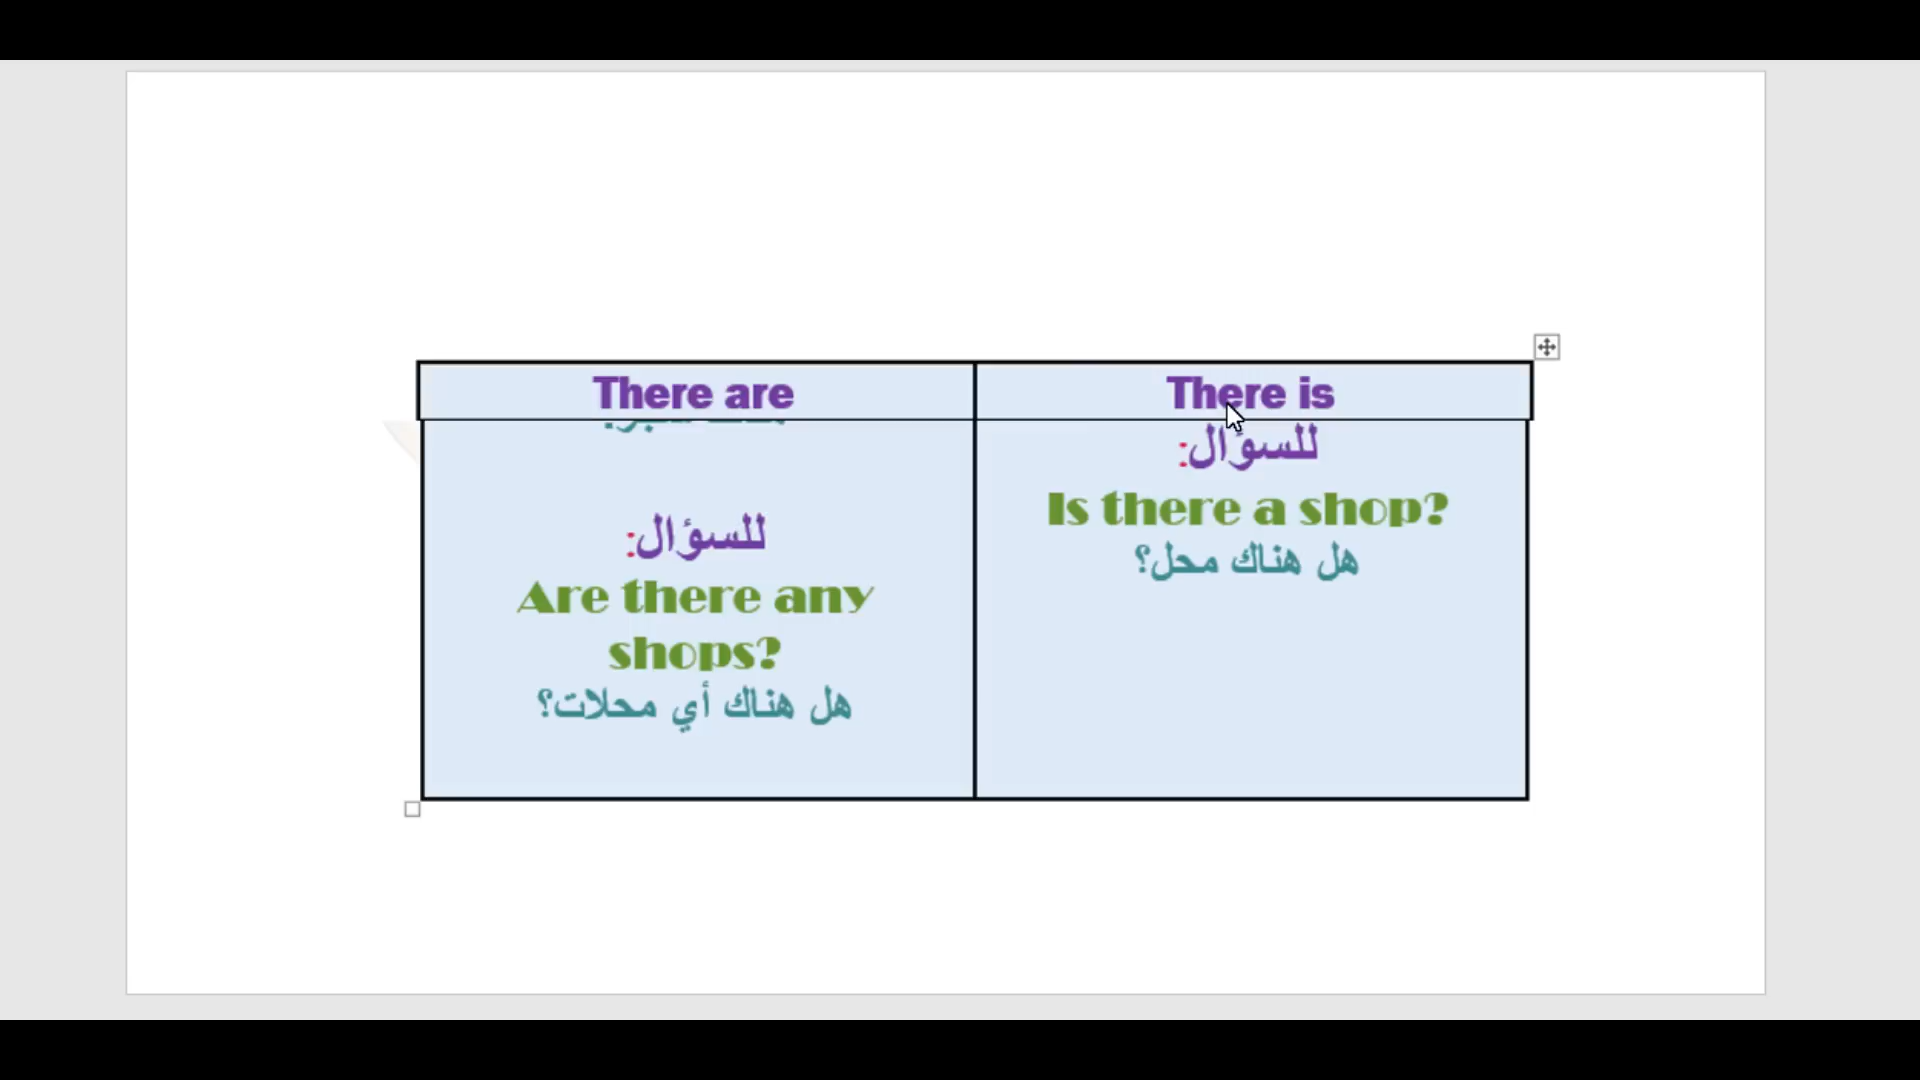 There are
There is
للسؤال:
Are there any
shops?
هل هناك أي محلات؟
للسؤال:
Is there a shop?
هل هناك محل؟